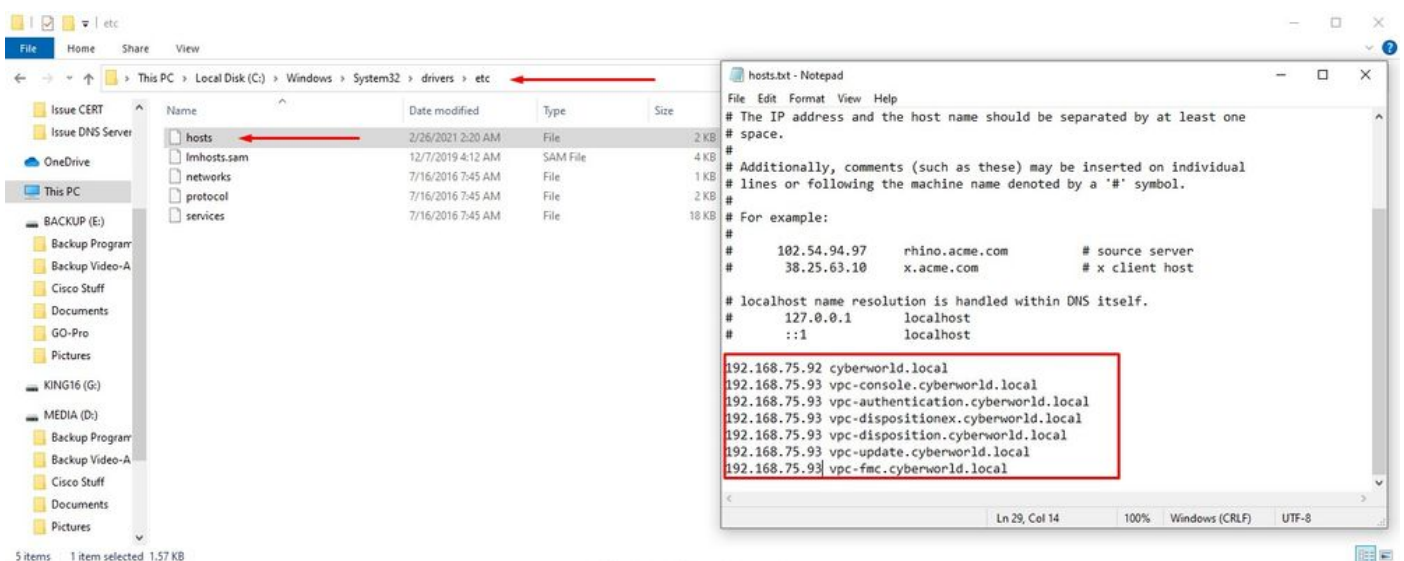 etc
File Home Share View
This PC > Local Disk (C:) > Windows > System32 > drivers > etc
Issue CERT
Issue DNS Server
OneDrive
This PC
BACKUP (E:)
Backup Program
Backup Video-A
Cisco Stuff
Documents
GO-Pro
Pictures
KING16 (G:)
MEDIA (D:)
Backup Program
Backup Video-A
Cisco Stuff
Documents
Pictures
Name Date modified Type Size
hosts 2/26/2021 2:20 AM File 2 KB
lmhosts.sam 12/7/2019 4:12 AM SAM File 4 KB
networks 7/16/2016 7:45 AM File 1 KB
protocol 7/16/2016 7:45 AM File 2 KB
services 7/16/2016 7:45 AM File 18 KB
5 items 1 item selected 1.57 KB
hosts.txt - Notepad
File Edit Format View Help
# The IP address and the host name should be separated by at least one
# space.
#
# Additionally, comments (such as these) may be inserted on individual
# lines or following the machine name denoted by a '#' symbol.
#
# For example:
#
# 102.54.94.97 rhino.acme.com # source server
# 38.25.63.10 x.acme.com # x client host
# localhost name resolution is handled within DNS itself.
# 127.0.0.1 localhost
# ::1 localhost
192.168.75.92 cyberworld.local
192.168.75.93 vpc-console.cyberworld.local
192.168.75.93 vpc-authentication.cyberworld.local
192.168.75.93 vpc-dispositionex.cyberworld.local
192.168.75.93 vpc-disposition.cyberworld.local
192.168.75.93 vpc-update.cyberworld.local
192.168.75.93 vpc-fmc.cyberworld.local
Ln 29, Col 14 100% Windows (CRLF) UTF-8